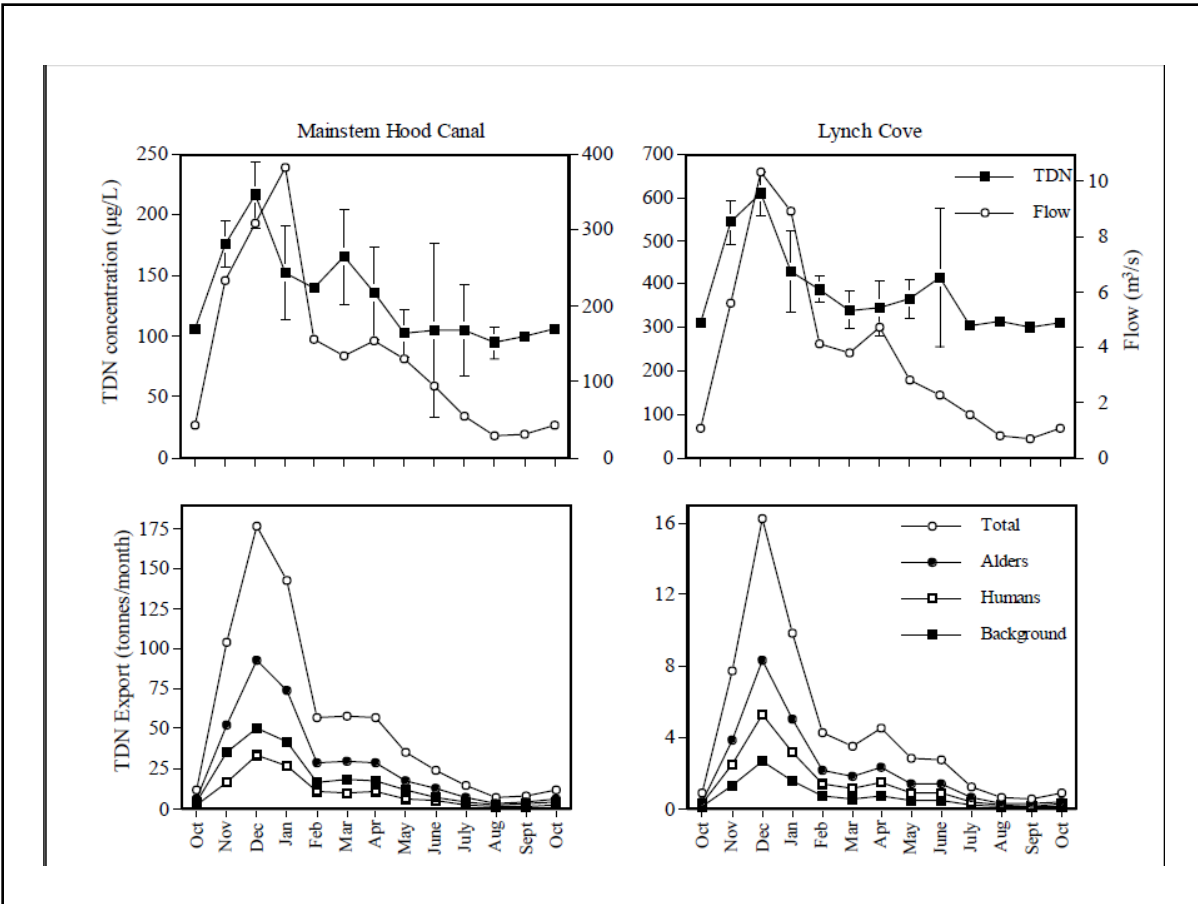 Mainstem Hood Canal
Lynch Cove
TDN concentration (µg/L)
250
200
150
100
50
0
400
300
200
100
0
700
600
500
400
300
200
100
0
10
8
6
4
2
0
Flow (m³/s)
TDN
Flow
TDN Export (tonnes/month)
175
150
125
100
75
50
25
0
16
12
8
4
0
Total
Alders
Humans
Background
Oct
Nov
Dec
Jan
Feb
Mar
Apr
May
June
July
Aug
Sept
Oct
Oct
Nov
Dec
Jan
Feb
Mar
Apr
May
June
July
Aug
Sept
Oct